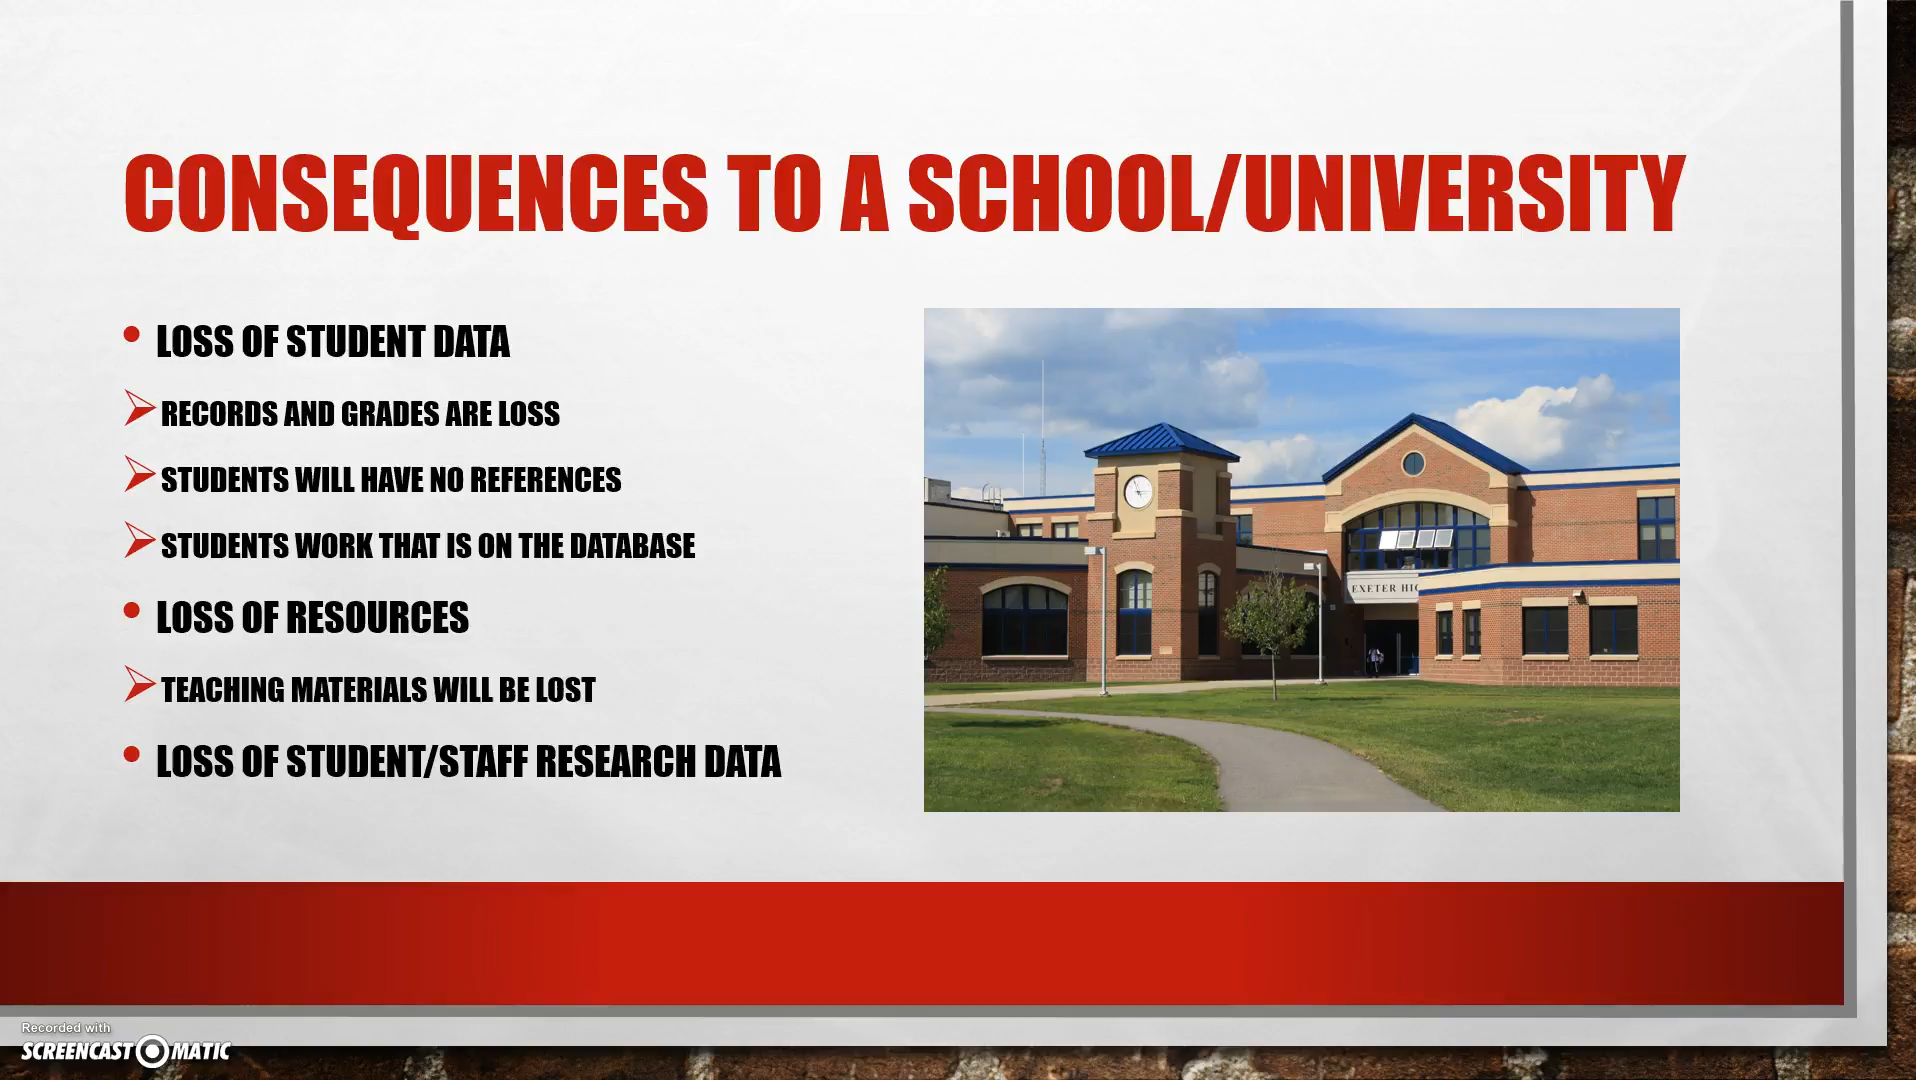 CONSEQUENCES TO A SCHOOL/UNIVERSITY
• LOSS OF STUDENT DATA
➢ RECORDS AND GRADES ARE LOSS
➢ STUDENTS WILL HAVE NO REFERENCES
➢ STUDENTS WORK THAT IS ON THE DATABASE
• LOSS OF RESOURCES
➢ TEACHING MATERIALS WILL BE LOST
• LOSS OF STUDENT/STAFF RESEARCH DATA
EXETER HIG
Recorded with
SCREENCAST MATIC